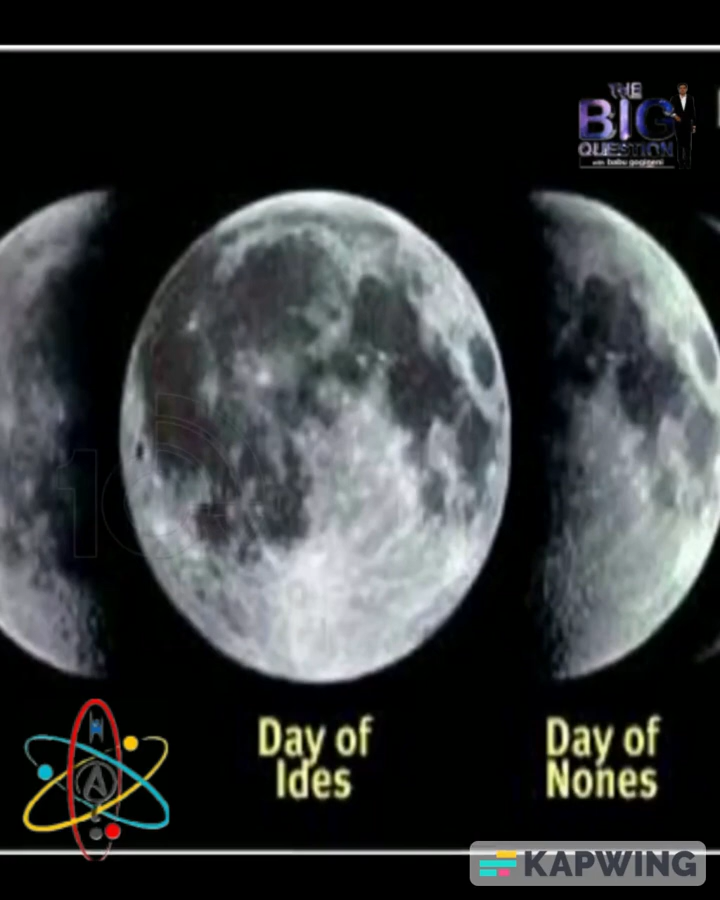 THE
BIG
QUESTION
with babu gogineni
Day of
Ides
Day of
Nones
A
KAPWING